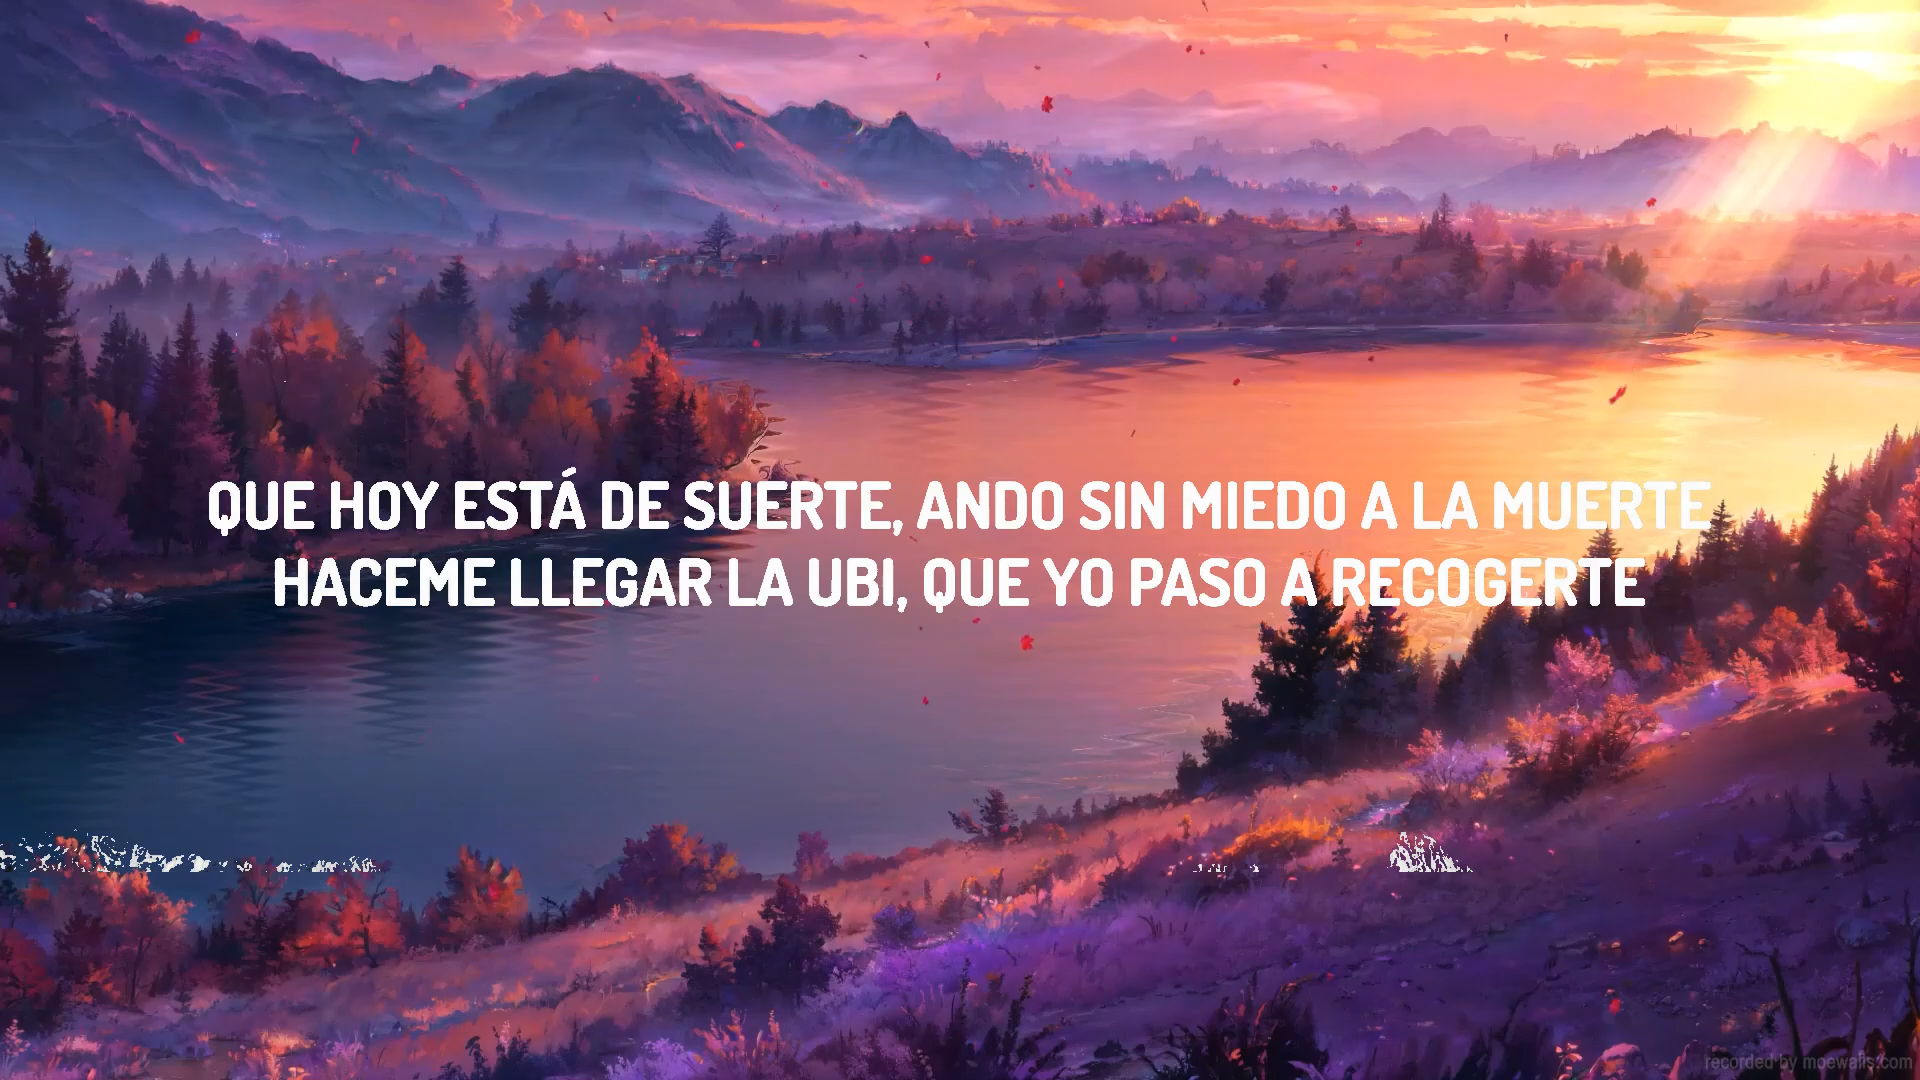 QUE HOY ESTÁ DE SUERTE, ANDO SIN MIEDO A LA MUERTE
HACEME LLEGAR LA UBI, QUE YO PASO A RECOGERTE
recorded by moewalls.com